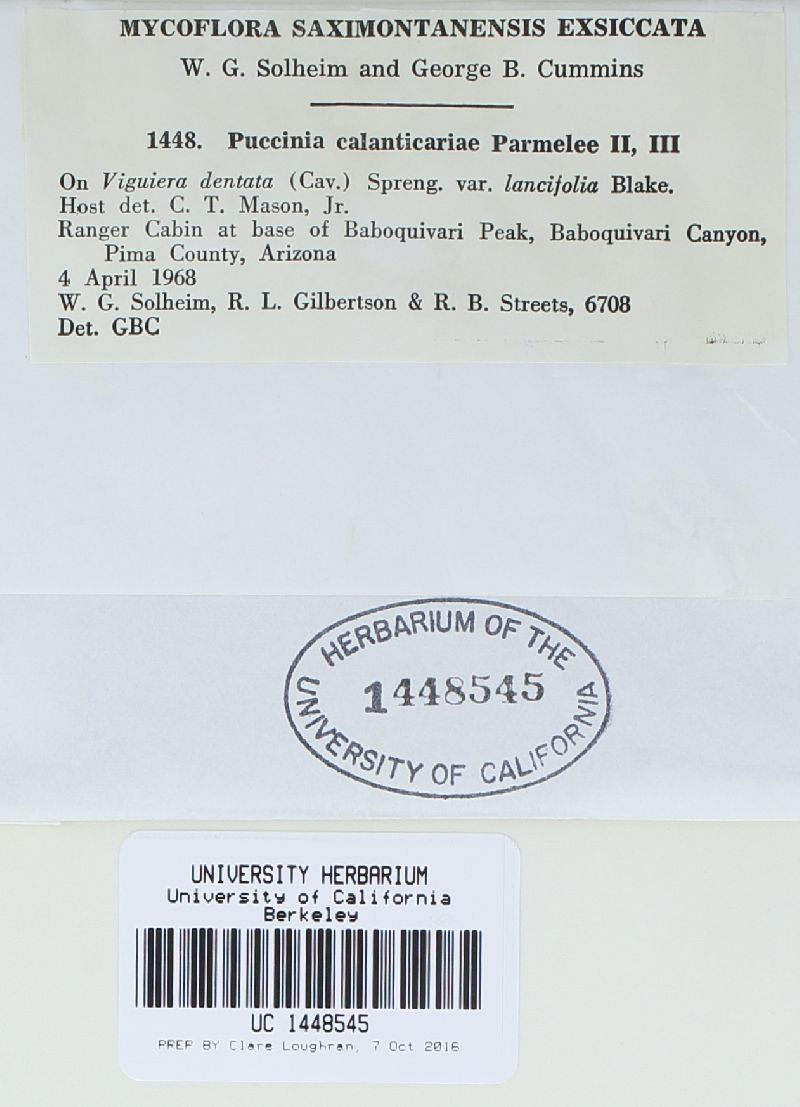 MYCOFLORA SAXIMONTANENSIS EXSICCATA
W. G. Solheim and George B. Cummins
1448. Puccinia calanticariae Parmelee II, III
On Viguiera dentata (Cav.) Spreng. var. lancifolia Blake.
Host det. C. T. Mason, Jr.
Ranger Cabin at base of Baboquivari Peak, Baboquivari Canyon,
Pima County, Arizona
4 April 1968
W. G. Solheim, R. L. Gilbertson & R. B. Streets, 6708
Det. GBC
HERBARIUM OF THE
1448545
UNIVERSITY OF CALIFORNIA
UNIVERSITY HERBARIUM
University of California
Berkeley
UC 1448545
PREP BY Clare Loughran, 7 Oct 2016